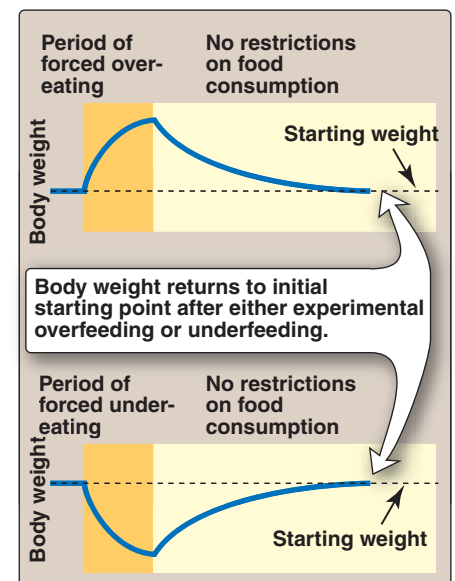 Period of
forced over-
eating
No restrictions
on food
consumption
Body weight
Starting weight
Body weight returns to initial
starting point after either experimental
overfeeding or underfeeding.
Period of
forced under-
eating
No restrictions
on food
consumption
Body weight
Starting weight